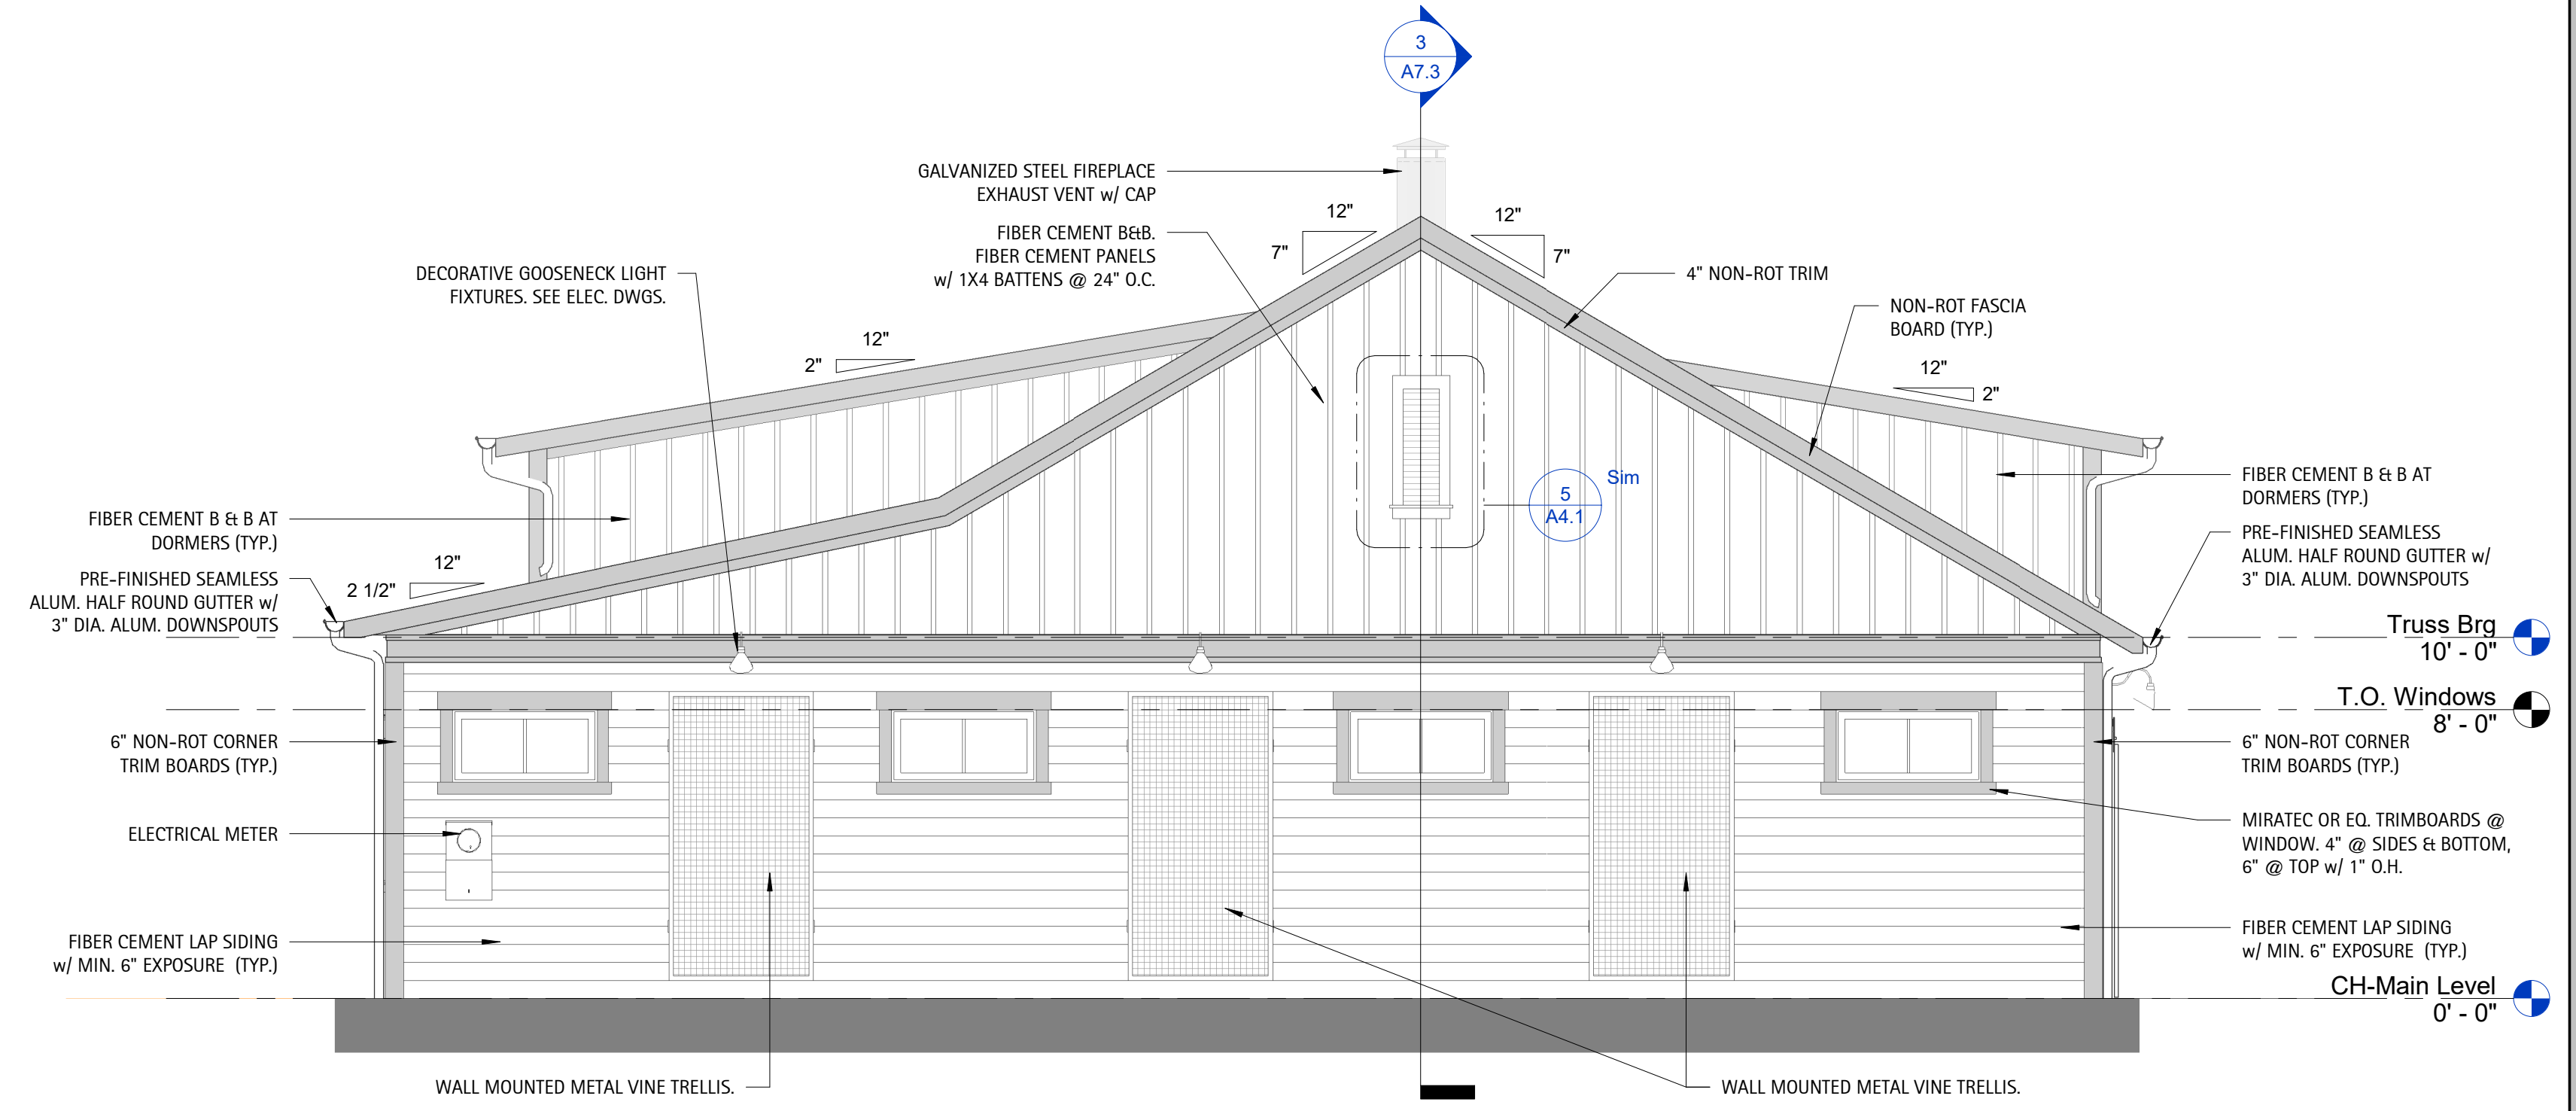 3
A7.3
GALVANIZED STEEL FIREPLACE
EXHAUST VENT w/ CAP
12"
7"
12"
7"
FIBER CEMENT B&B.
FIBER CEMENT PANELS
w/ 1X4 BATTENS @ 24" O.C.
DECORATIVE GOOSENECK LIGHT
FIXTURES. SEE ELEC. DWGS.
4" NON-ROT TRIM
NON-ROT FASCIA
BOARD (TYP.)
12"
2"
12"
2"
5
A4.1
Sim
FIBER CEMENT B & B AT
DORMERS (TYP.)
12"
2 1/2"
PRE-FINISHED SEAMLESS
ALUM. HALF ROUND GUTTER w/
3" DIA. ALUM. DOWNSPOUTS
6" NON-ROT CORNER
TRIM BOARDS (TYP.)
ELECTRICAL METER
FIBER CEMENT LAP SIDING
w/ MIN. 6" EXPOSURE (TYP.)
FIBER CEMENT B & B AT
DORMERS (TYP.)
PRE-FINISHED SEAMLESS
ALUM. HALF ROUND GUTTER w/
3" DIA. ALUM. DOWNSPOUTS
Truss Brg
10' - 0"
T.O. Windows
8' - 0"
6" NON-ROT CORNER
TRIM BOARDS (TYP.)
MIRATEC OR EQ. TRIMBOARDS @
WINDOW. 4" @ SIDES & BOTTOM,
6" @ TOP w/ 1" O.H.
FIBER CEMENT LAP SIDING
w/ MIN. 6" EXPOSURE (TYP.)
CH-Main Level
0' - 0"
WALL MOUNTED METAL VINE TRELLIS.
WALL MOUNTED METAL VINE TRELLIS.